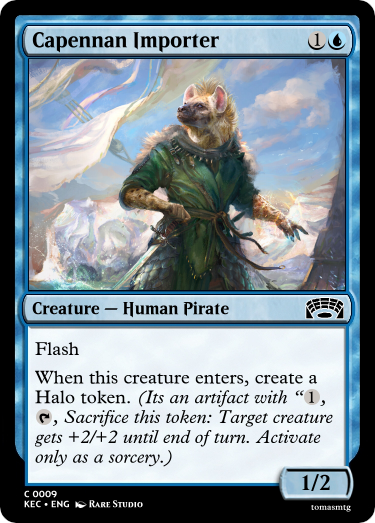 Capennan Importer 1
Creature — Human Pirate
Flash
When this creature enters, create a
Halo token. (Its an artifact with “1,
, Sacrifice this token: Target creature
gets +2/+2 until end of turn. Activate
only as a sorcery.)
1/2
C 0009
KEC • ENG Rare Studio
tomasmtg